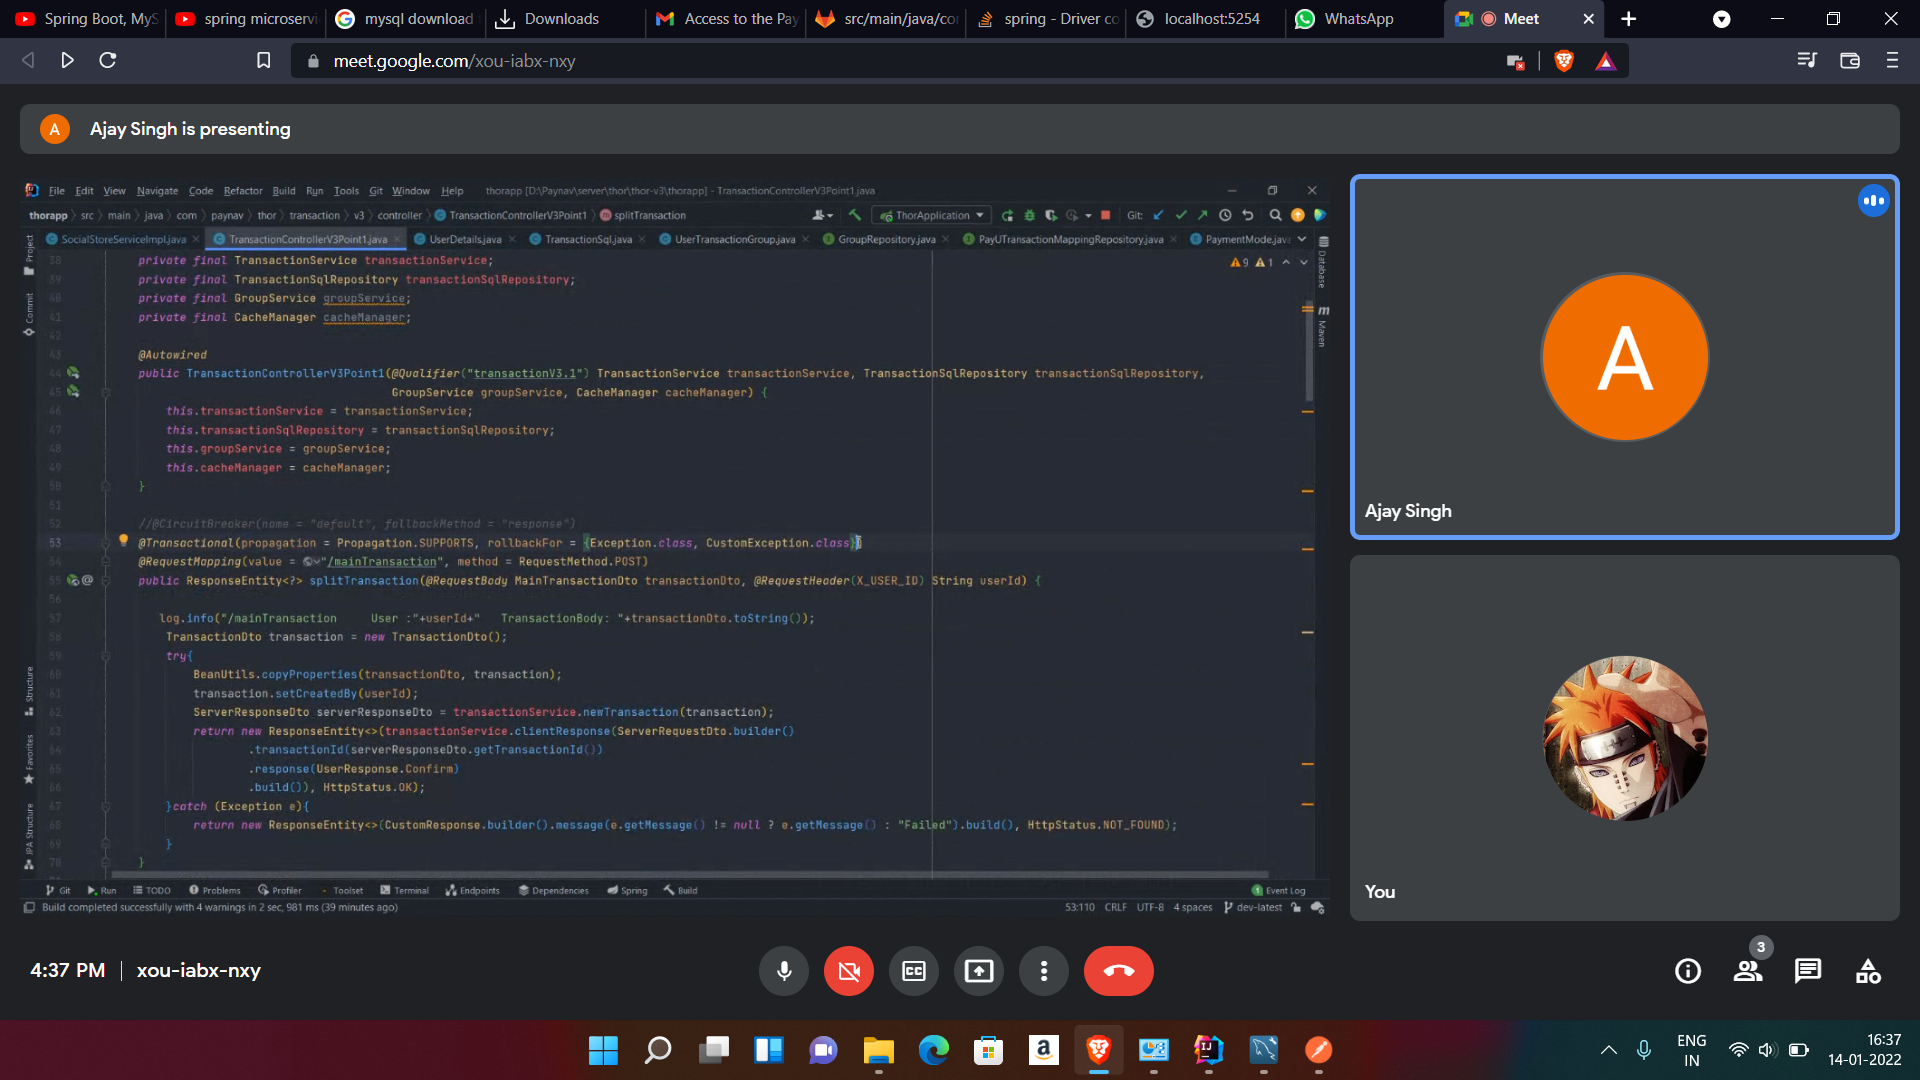 Spring Boot, MyS
spring microservi
mysql download
Downloads
Access to the Pay
src/main/java/co
spring - Driver co
localhost:5254
WhatsApp
Meet
meet.google.com/xou-iabx-nxy
A
Ajay Singh is presenting
File Edit View Navigate Code Refactor Build Run Tools Git Window Help thorapp [D:\Paynav\server\thor\thor-v3\thorapp] - TransactionControllerV3Point1.java
thorapp src main java com paynav thor transaction v3 controller TransactionControllerV3Point1 splitTransaction ThorApplication Git:
SocialStoreServiceImpl.java TransactionControllerV3Point1.java UserDetails.java TransactionSql.java UserTransactionGroup.java GroupRepository.java PayUTransactionMappingRepository.java PaymentMode.java
Project
Commit
Structure
Favorites
JPA Structure
Database
Maven
9 1
38 private final TransactionService transactionService;
39 private final TransactionSqlRepository transactionSqlRepository;
40 private final GroupService groupService;
41 private final CacheManager cacheManager;
42
43 @Autowired
44 public TransactionControllerV3Point1(@Qualifier("transactionV3.1") TransactionService transactionService, TransactionSqlRepository transactionSqlRepository,
45 GroupService groupService, CacheManager cacheManager) {
46 this.transactionService = transactionService;
47 this.transactionSqlRepository = transactionSqlRepository;
48 this.groupService = groupService;
49 this.cacheManager = cacheManager;
50 }
51
52 //@CircuitBreaker(name = "default", fallbackMethod = "response")
53 @Transactional(propagation = Propagation.SUPPORTS, rollbackFor = {Exception.class, CustomException.class})
54 @RequestMapping(value = "/mainTransaction", method = RequestMethod.POST)
55 public ResponseEntity<?> splitTransaction(@RequestBody MainTransactionDto transactionDto, @RequestHeader(X_USER_ID) String userId) {
56
57 log.info("/mainTransaction User :"+userId+" TransactionBody: "+transactionDto.toString());
58 TransactionDto transaction = new TransactionDto();
59 try{
60 BeanUtils.copyProperties(transactionDto, transaction);
61 transaction.setCreatedBy(userId);
62 ServerResponseDto serverResponseDto = transactionService.newTransaction(transaction);
63 return new ResponseEntity<>(transactionService.clientResponse(ServerRequestDto.builder()
64 .transactionId(serverResponseDto.getTransactionId())
65 .response(UserResponse.Confirm)
66 .build()), HttpStatus.OK);
67 }catch (Exception e){
68 return new ResponseEntity<>(CustomResponse.builder().message(e.getMessage() != null ? e.getMessage() : "Failed").build(), HttpStatus.NOT_FOUND);
69 }
70 }
Git Run TODO Problems Profiler Toolset Terminal Endpoints Dependencies Spring Build 1 Event Log
Build completed successfully with 4 warnings in 2 sec, 981 ms (39 minutes ago) 53:110 CRLF UTF-8 4 spaces dev-latest
A
Ajay Singh
You
4:37 PM | xou-iabx-nxy
CC
3
ENG
IN
16:37
14-01-2022